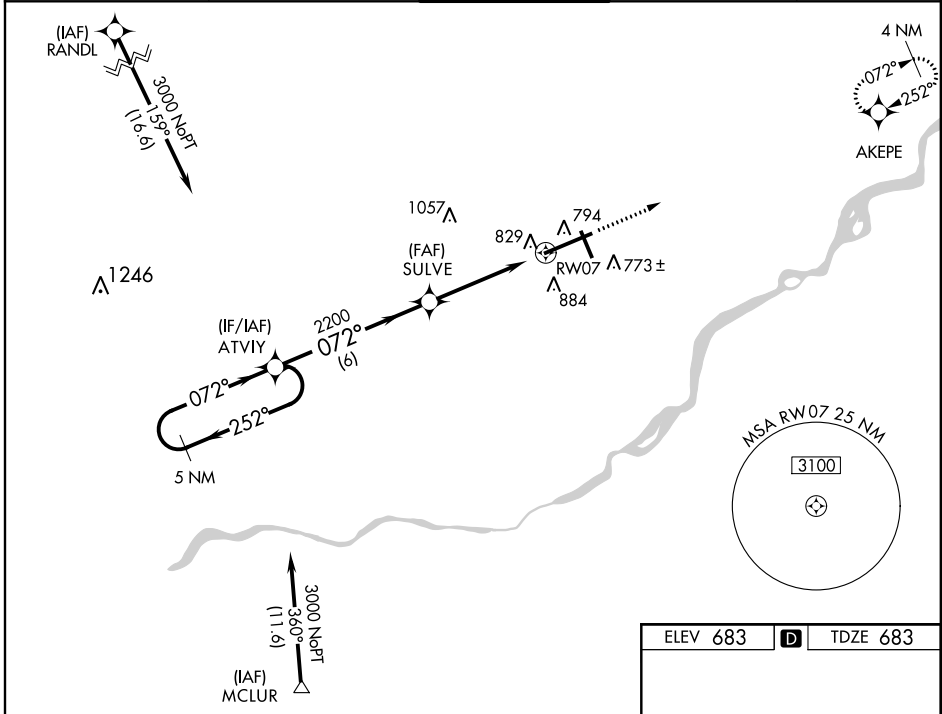 (IAF)
RANDL
3000 NoPT
159°
(16.6)
4 NM
072°
252°
AKEPE
1057
794
829
(FAF)
SULVE
RW07
773 ±
884
1246
(IF/IAF)
ATVIY
2200
072°
(6)
072°
252°
5 NM
MSA RW07 25 NM
3100
3000 NoPT
360°
(11.6)
(IAF)
MCLUR
ELEV 683 D TDZE 683